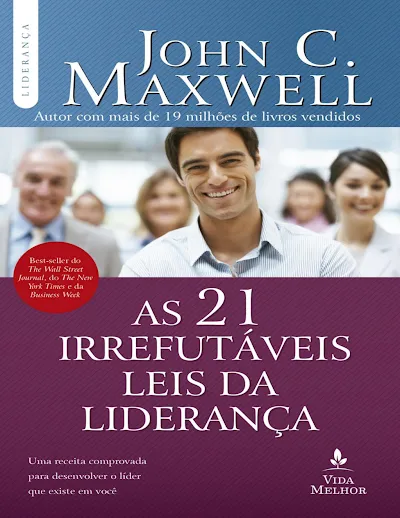 LIDERANÇA
JOHN C.
MAXWELL
Autor com mais de 19 milhões de livros vendidos
Best-seller do
The Wall Street
Journal, do The New
York Times e da
Business Week
AS 21
IRREFUTÁVEIS
LEIS DA
LIDERANÇA
Uma receita comprovada
para desenvolver o líder
que existe em você
VIDA
MELHOR